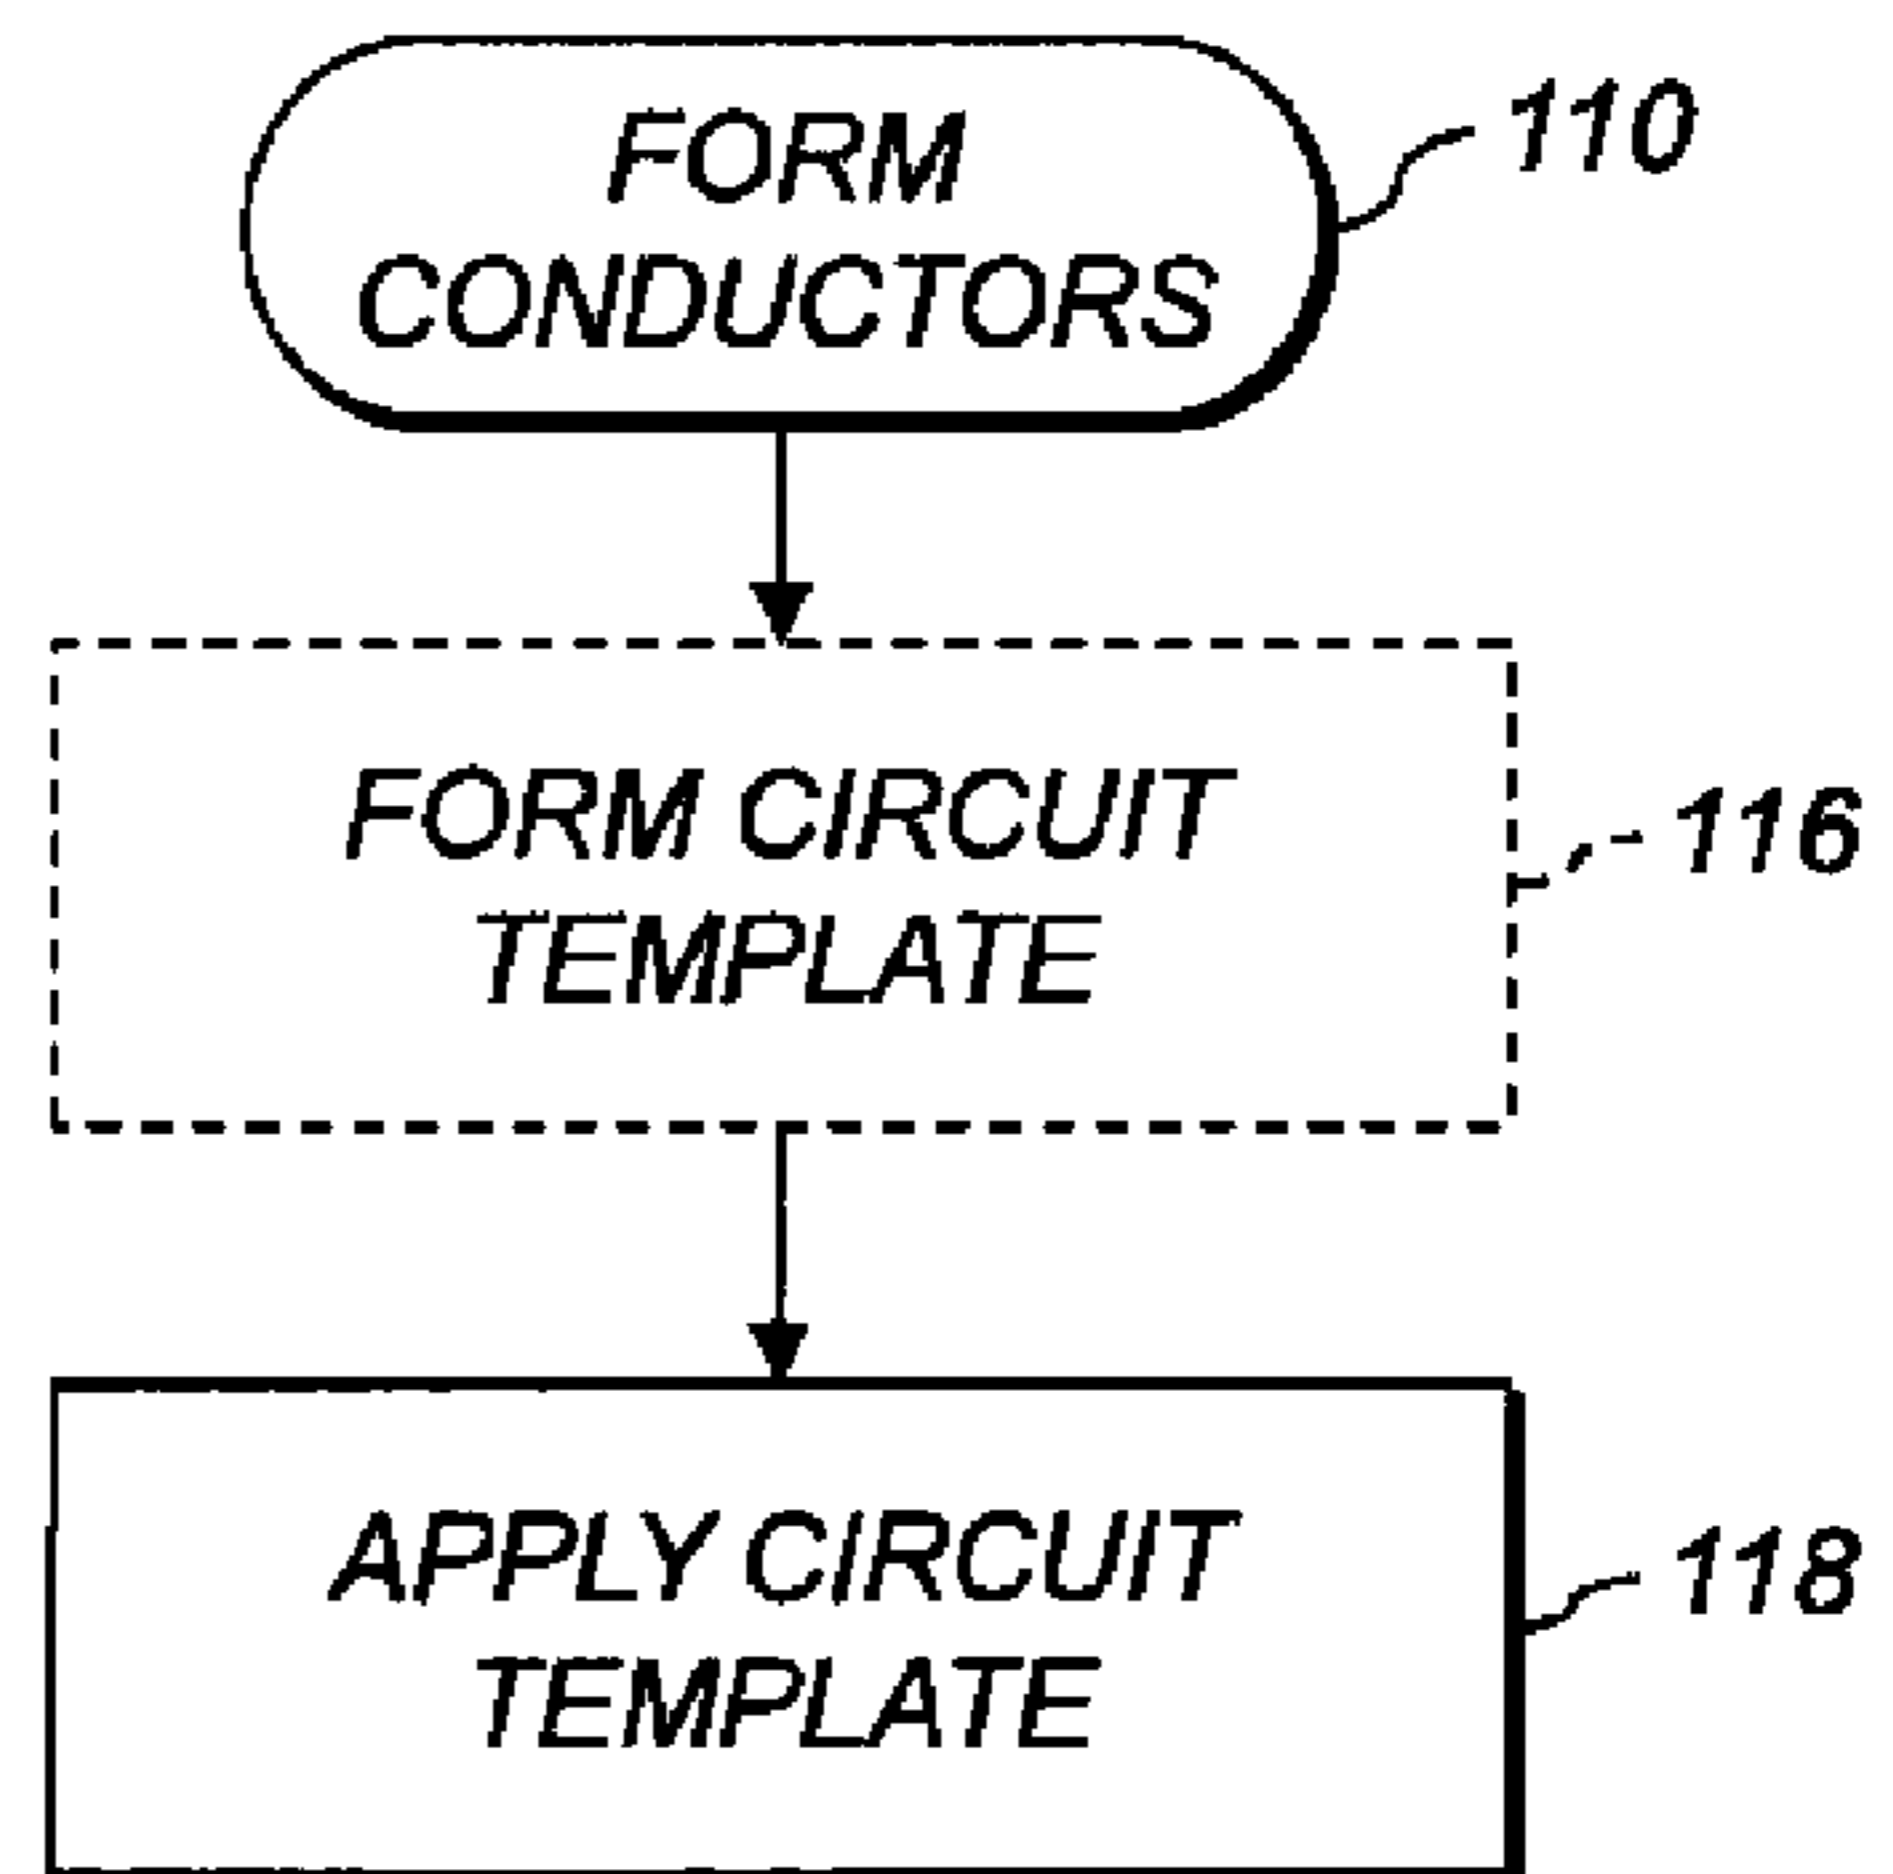 FORM
CONDUCTORS
110
FORM CIRCUIT
TEMPLATE
116
APPLY CIRCUIT
TEMPLATE
118